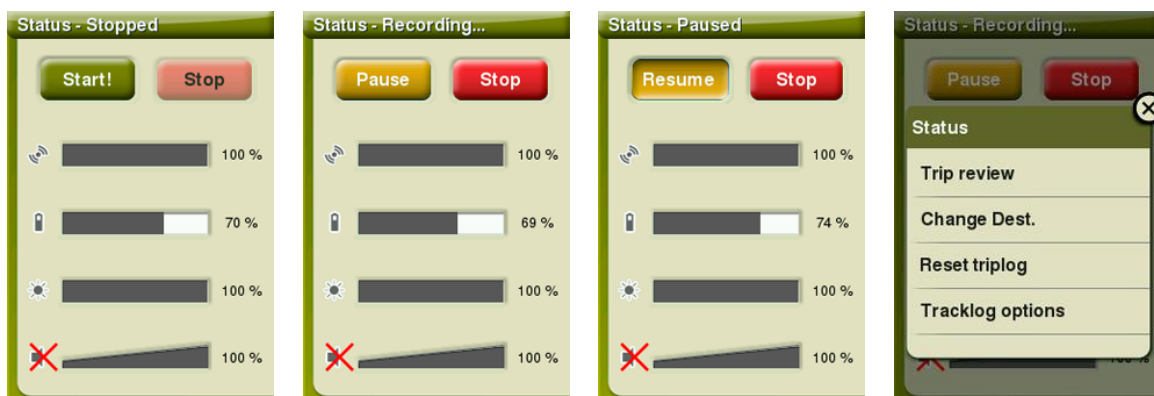 Status - Stopped
Start! Stop
100 %
70 %
100 %
100 %
Status - Recording...
Pause Stop
100 %
69 %
100 %
100 %
Status - Paused
Resume Stop
100 %
74 %
100 %
100 %
Status - Recording...
Pause Stop
Status
Trip review
Change Dest.
Reset triplog
Tracklog options